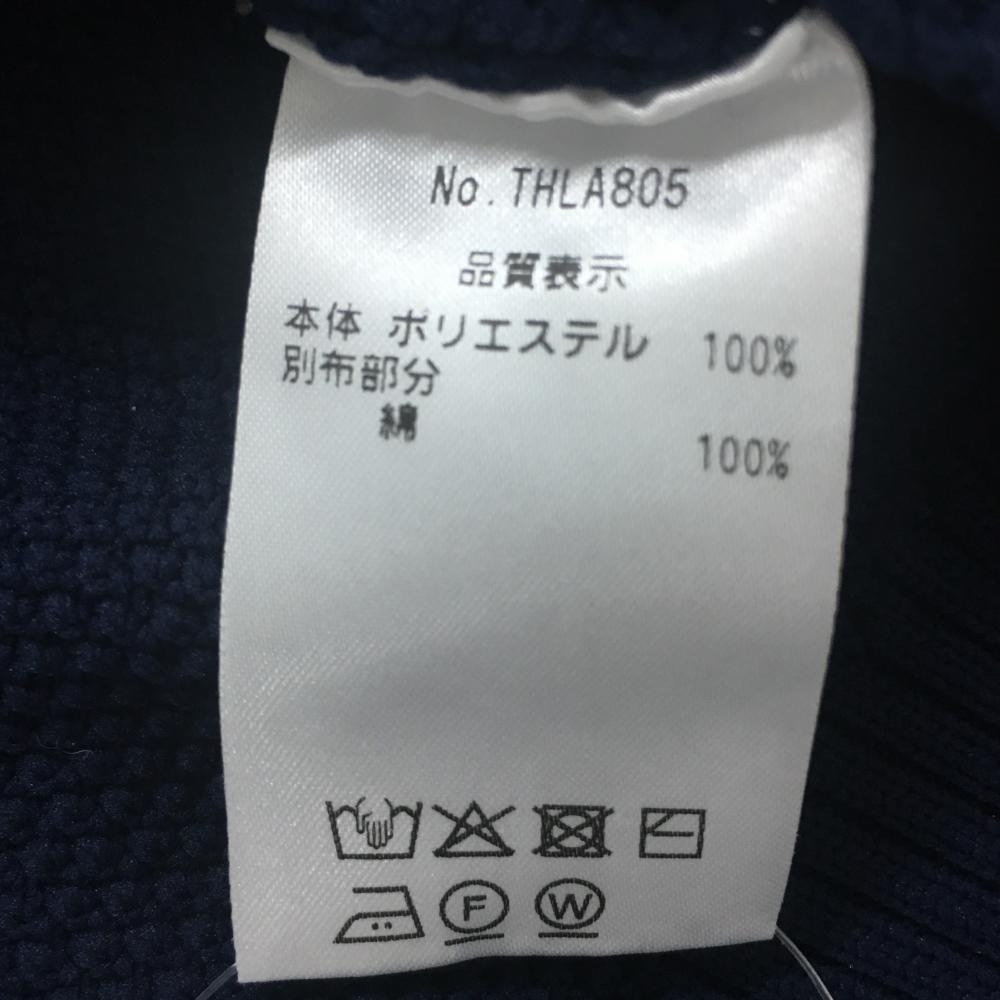 No.THLA805
品質表示
本体 ポリエステル 100%
別布部分
綿 100%
F W